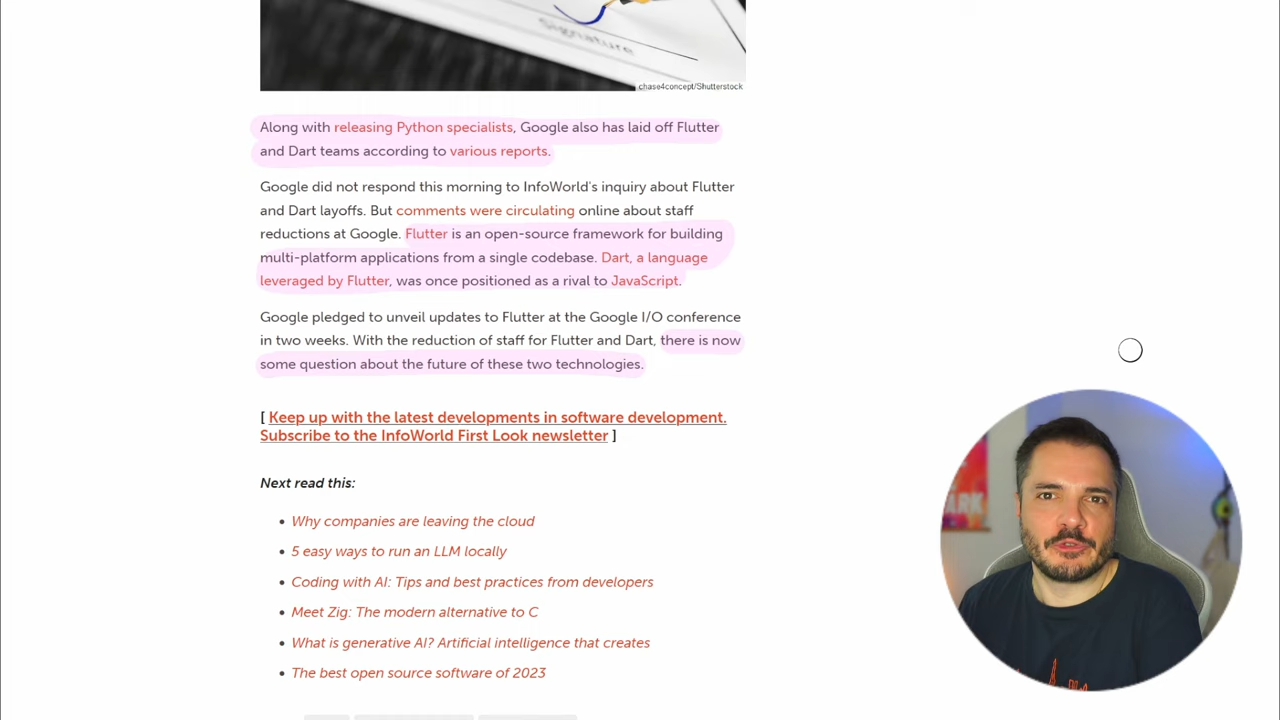 Signature
chase4concept/Shutterstock
Along with releasing Python specialists, Google also has laid off Flutter
and Dart teams according to various reports.
Google did not respond this morning to InfoWorld's inquiry about Flutter
and Dart layoffs. But comments were circulating online about staff
reductions at Google. Flutter is an open-source framework for building
multi-platform applications from a single codebase. Dart, a language
leveraged by Flutter, was once positioned as a rival to JavaScript.
Google pledged to unveil updates to Flutter at the Google I/O conference
in two weeks. With the reduction of staff for Flutter and Dart, there is now
some question about the future of these two technologies.
[ Keep up with the latest developments in software development.
Subscribe to the InfoWorld First Look newsletter ]
Next read this:
• Why companies are leaving the cloud
• 5 easy ways to run an LLM locally
• Coding with AI: Tips and best practices from developers
• Meet Zig: The modern alternative to C
• What is generative AI? Artificial intelligence that creates
• The best open source software of 2023